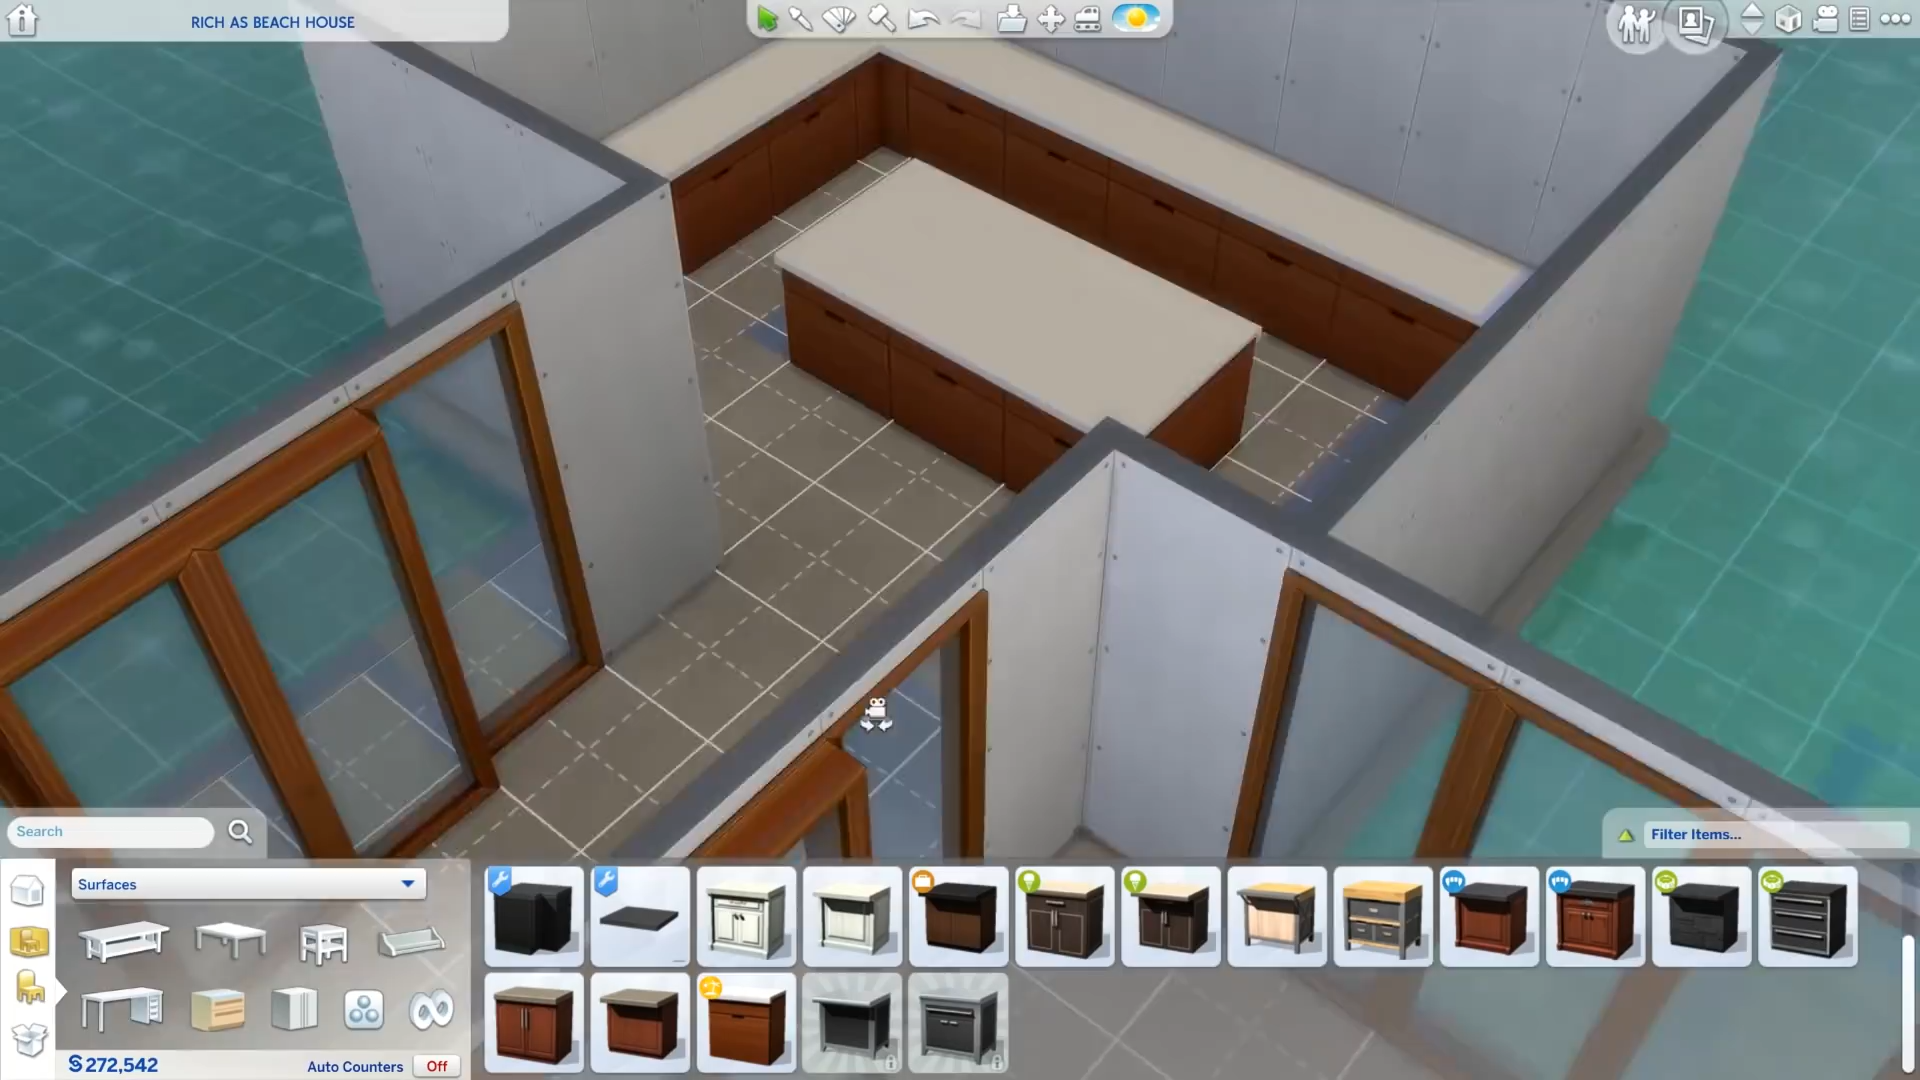 RICH AS BEACH HOUSE
Search
Filter Items...
Surfaces
§272,542
Auto Counters
Off